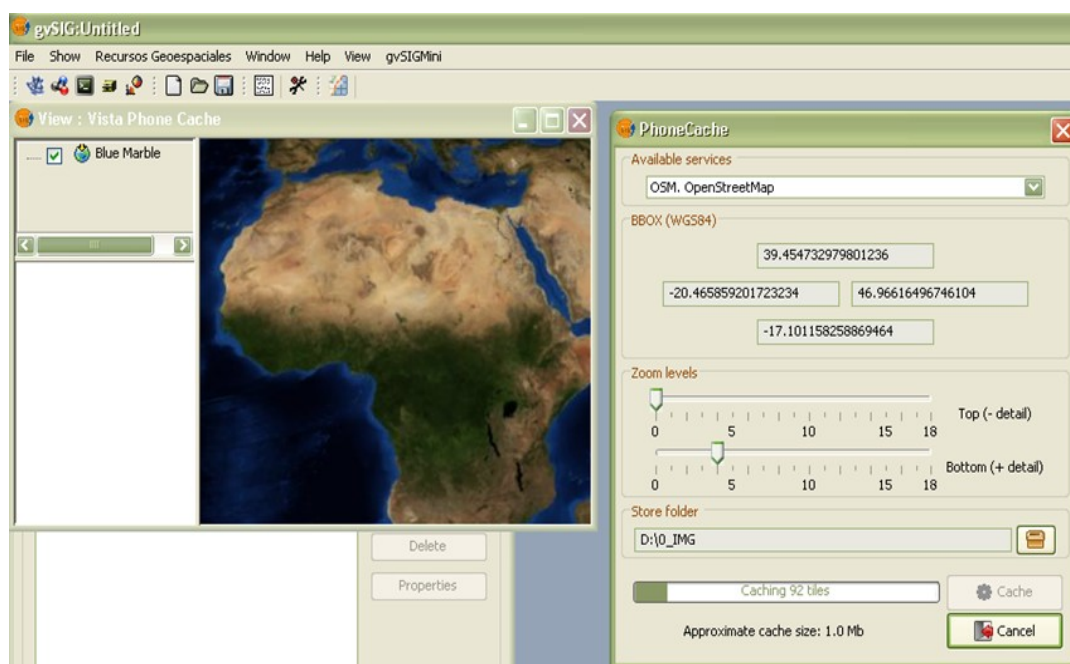 gvSIG:Untitled
File Show Recursos Geoespaciales Window Help View gvSIGMini
View : Vista Phone Cache
Blue Marble
Delete
Properties
PhoneCache
Available services
OSM. OpenStreetMap
BBOX (WGS84)
39.454732979801236
-20.465859201723234 46.96616496746104
-17.101158258869464
Zoom levels
0 5 10 15 18 Top (- detail)
0 5 10 15 18 Bottom (+ detail)
Store folder
D:\0_IMG
Caching 92 tiles Cache
Approximate cache size: 1.0 Mb Cancel